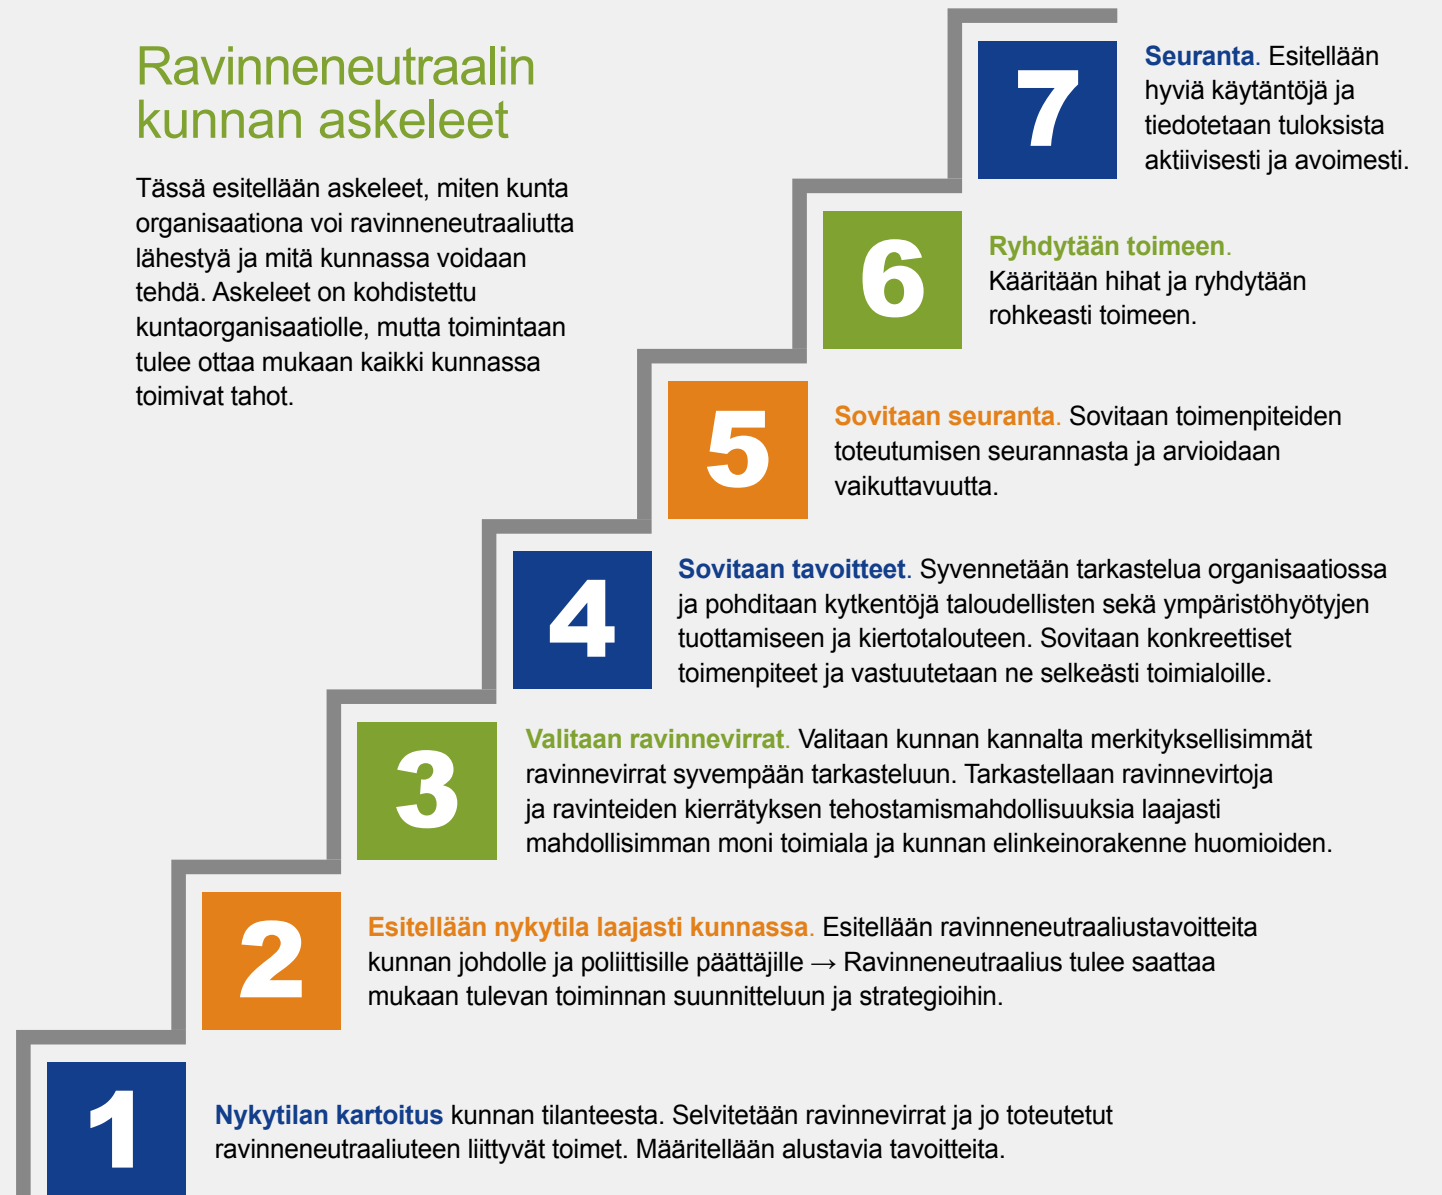 Ravinneneutraalin
kunnan askeleet
Tässä esitellään askeleet, miten kunta
organisaationa voi ravinneneutraaliutta
lähestyä ja mitä kunnassa voidaan
tehdä. Askeleet on kohdistettu
kuntaorganisaatiolle, mutta toimintaan
tulee ottaa mukaan kaikki kunnassa
toimivat tahot.
7
Seuranta. Esitellään
hyviä käytäntöjä ja
tiedotetaan tuloksista
aktiivisesti ja avoimesti.
6
Ryhdytään toimeen.
Kääritään hihat ja ryhdytään
rohkeasti toimeen.
5
Sovitaan seuranta. Sovitaan toimenpiteiden
toteutumisen seurannasta ja arvioidaan
vaikuttavuutta.
4
Sovitaan tavoitteet. Syvennetään tarkastelua organisaatiossa
ja pohditaan kytkentöjä taloudellisten sekä ympäristöhyötyjen
tuottamiseen ja kiertotalouteen. Sovitaan konkreettiset
toimenpiteet ja vastuutetaan ne selkeästi toimialoille.
3
Valitaan ravinnevirrat. Valitaan kunnan kannalta merkityksellisimmät
ravinnevirrat syvempään tarkasteluun. Tarkastellaan ravinnevirtoja
ja ravinteiden kierrätyksen tehostamismahdollisuuksia laajasti
mahdollisimman moni toimiala ja kunnan elinkeinorakenne huomioiden.
2
Esitellään nykytila laajasti kunnassa. Esitellään ravinneneutraaliustavoitteita
kunnan johdolle ja poliittisille päättäjille → Ravinneneutraalius tulee saattaa
mukaan tulevan toiminnan suunnitteluun ja strategioihin.
1
Nykytilan kartoitus kunnan tilanteesta. Selvitetään ravinnevirrat ja jo toteutetut
ravinneneutraaliuteen liittyvät toimet. Määritellään alustavia tavoitteita.